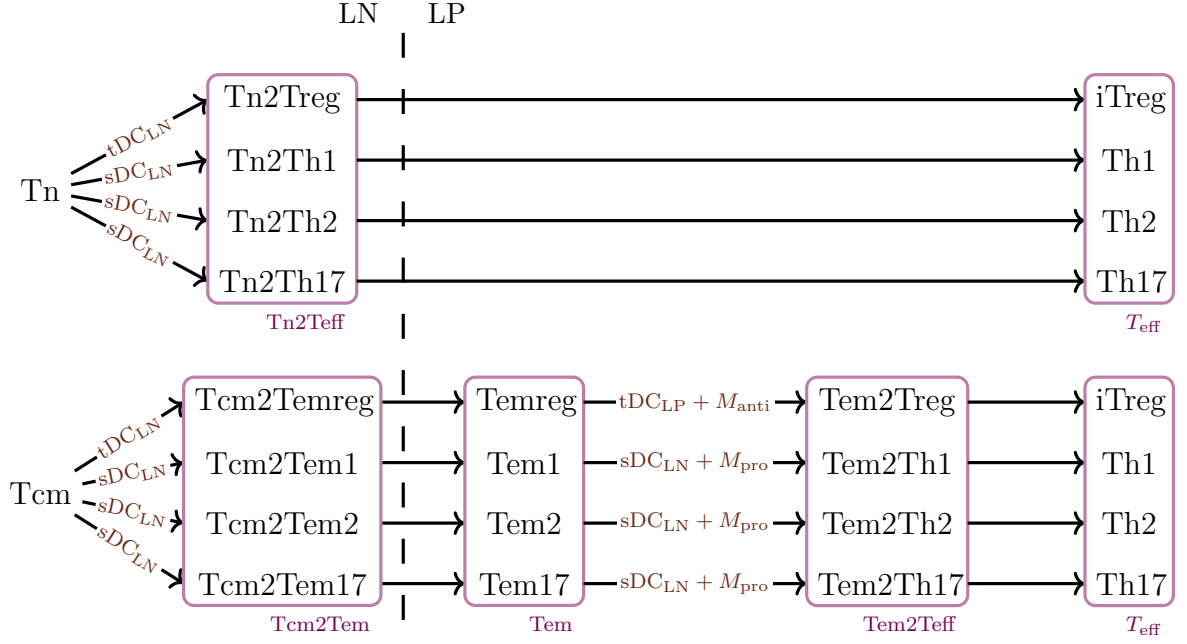 LN LP
Tn2Treg iTreg
tDC_LN
Tn2Th1 Th1
sDC_LN
Tn
sDC_LN
Tn2Th2 Th2
sDC_LN
Tn2Th17 Th17
Tn2Teff T_eff
Tcm2Temreg Temreg tDC_LP + M_anti Tem2Treg iTreg
tDC_LN
Tcm2Tem1 Tem1 sDC_LN + M_pro Tem2Th1 Th1
sDC_LN
Tcm
sDC_LN
Tcm2Tem2 Tem2 sDC_LN + M_pro Tem2Th2 Th2
sDC_LN
Tcm2Tem17 Tem17 sDC_LN + M_pro Tem2Th17 Th17
Tcm2Tem Tem Tem2Teff T_eff